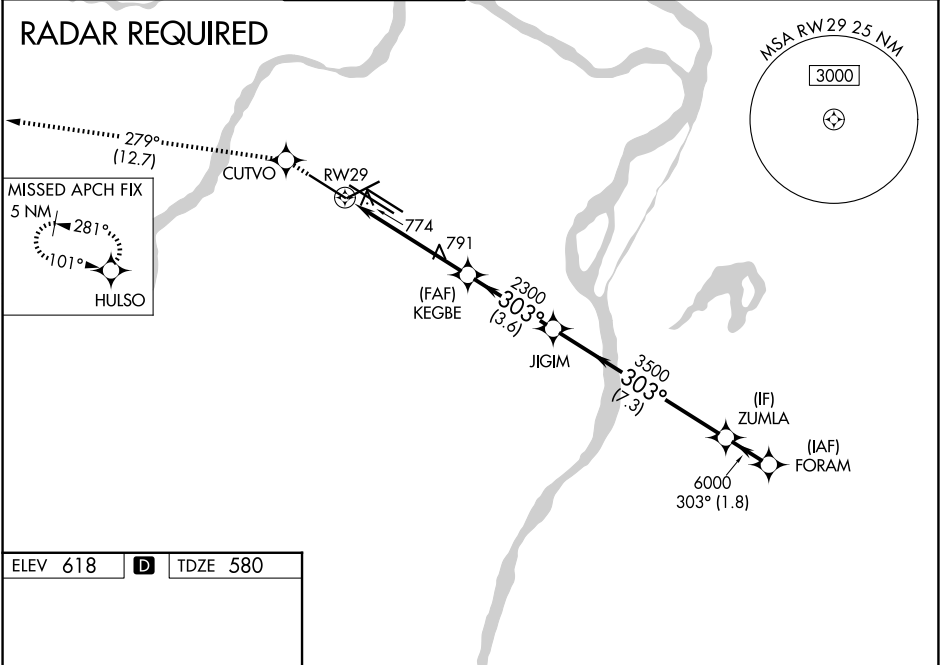 RADAR REQUIRED
MSA RW29 25 NM
3000
279°
(12.7)
CUTVO
RW29
MISSED APCH FIX
5 NM
281°
101°
HULSO
774
791
(FAF)
KEGBE
2300
303°
(3.6)
JIGIM
3500
303°
(7.3)
(IF)
ZUMLA
(IAF)
FORAM
6000
303° (1.8)
ELEV 618 D TDZE 580